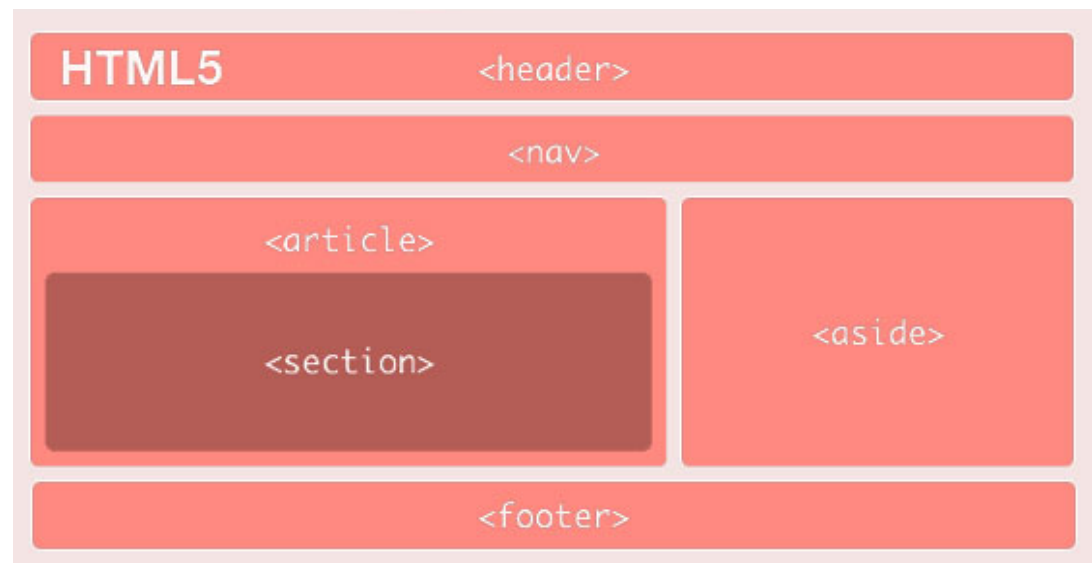 HTML5 <header>
<nav>
<article>
<section>
<aside>
<footer>